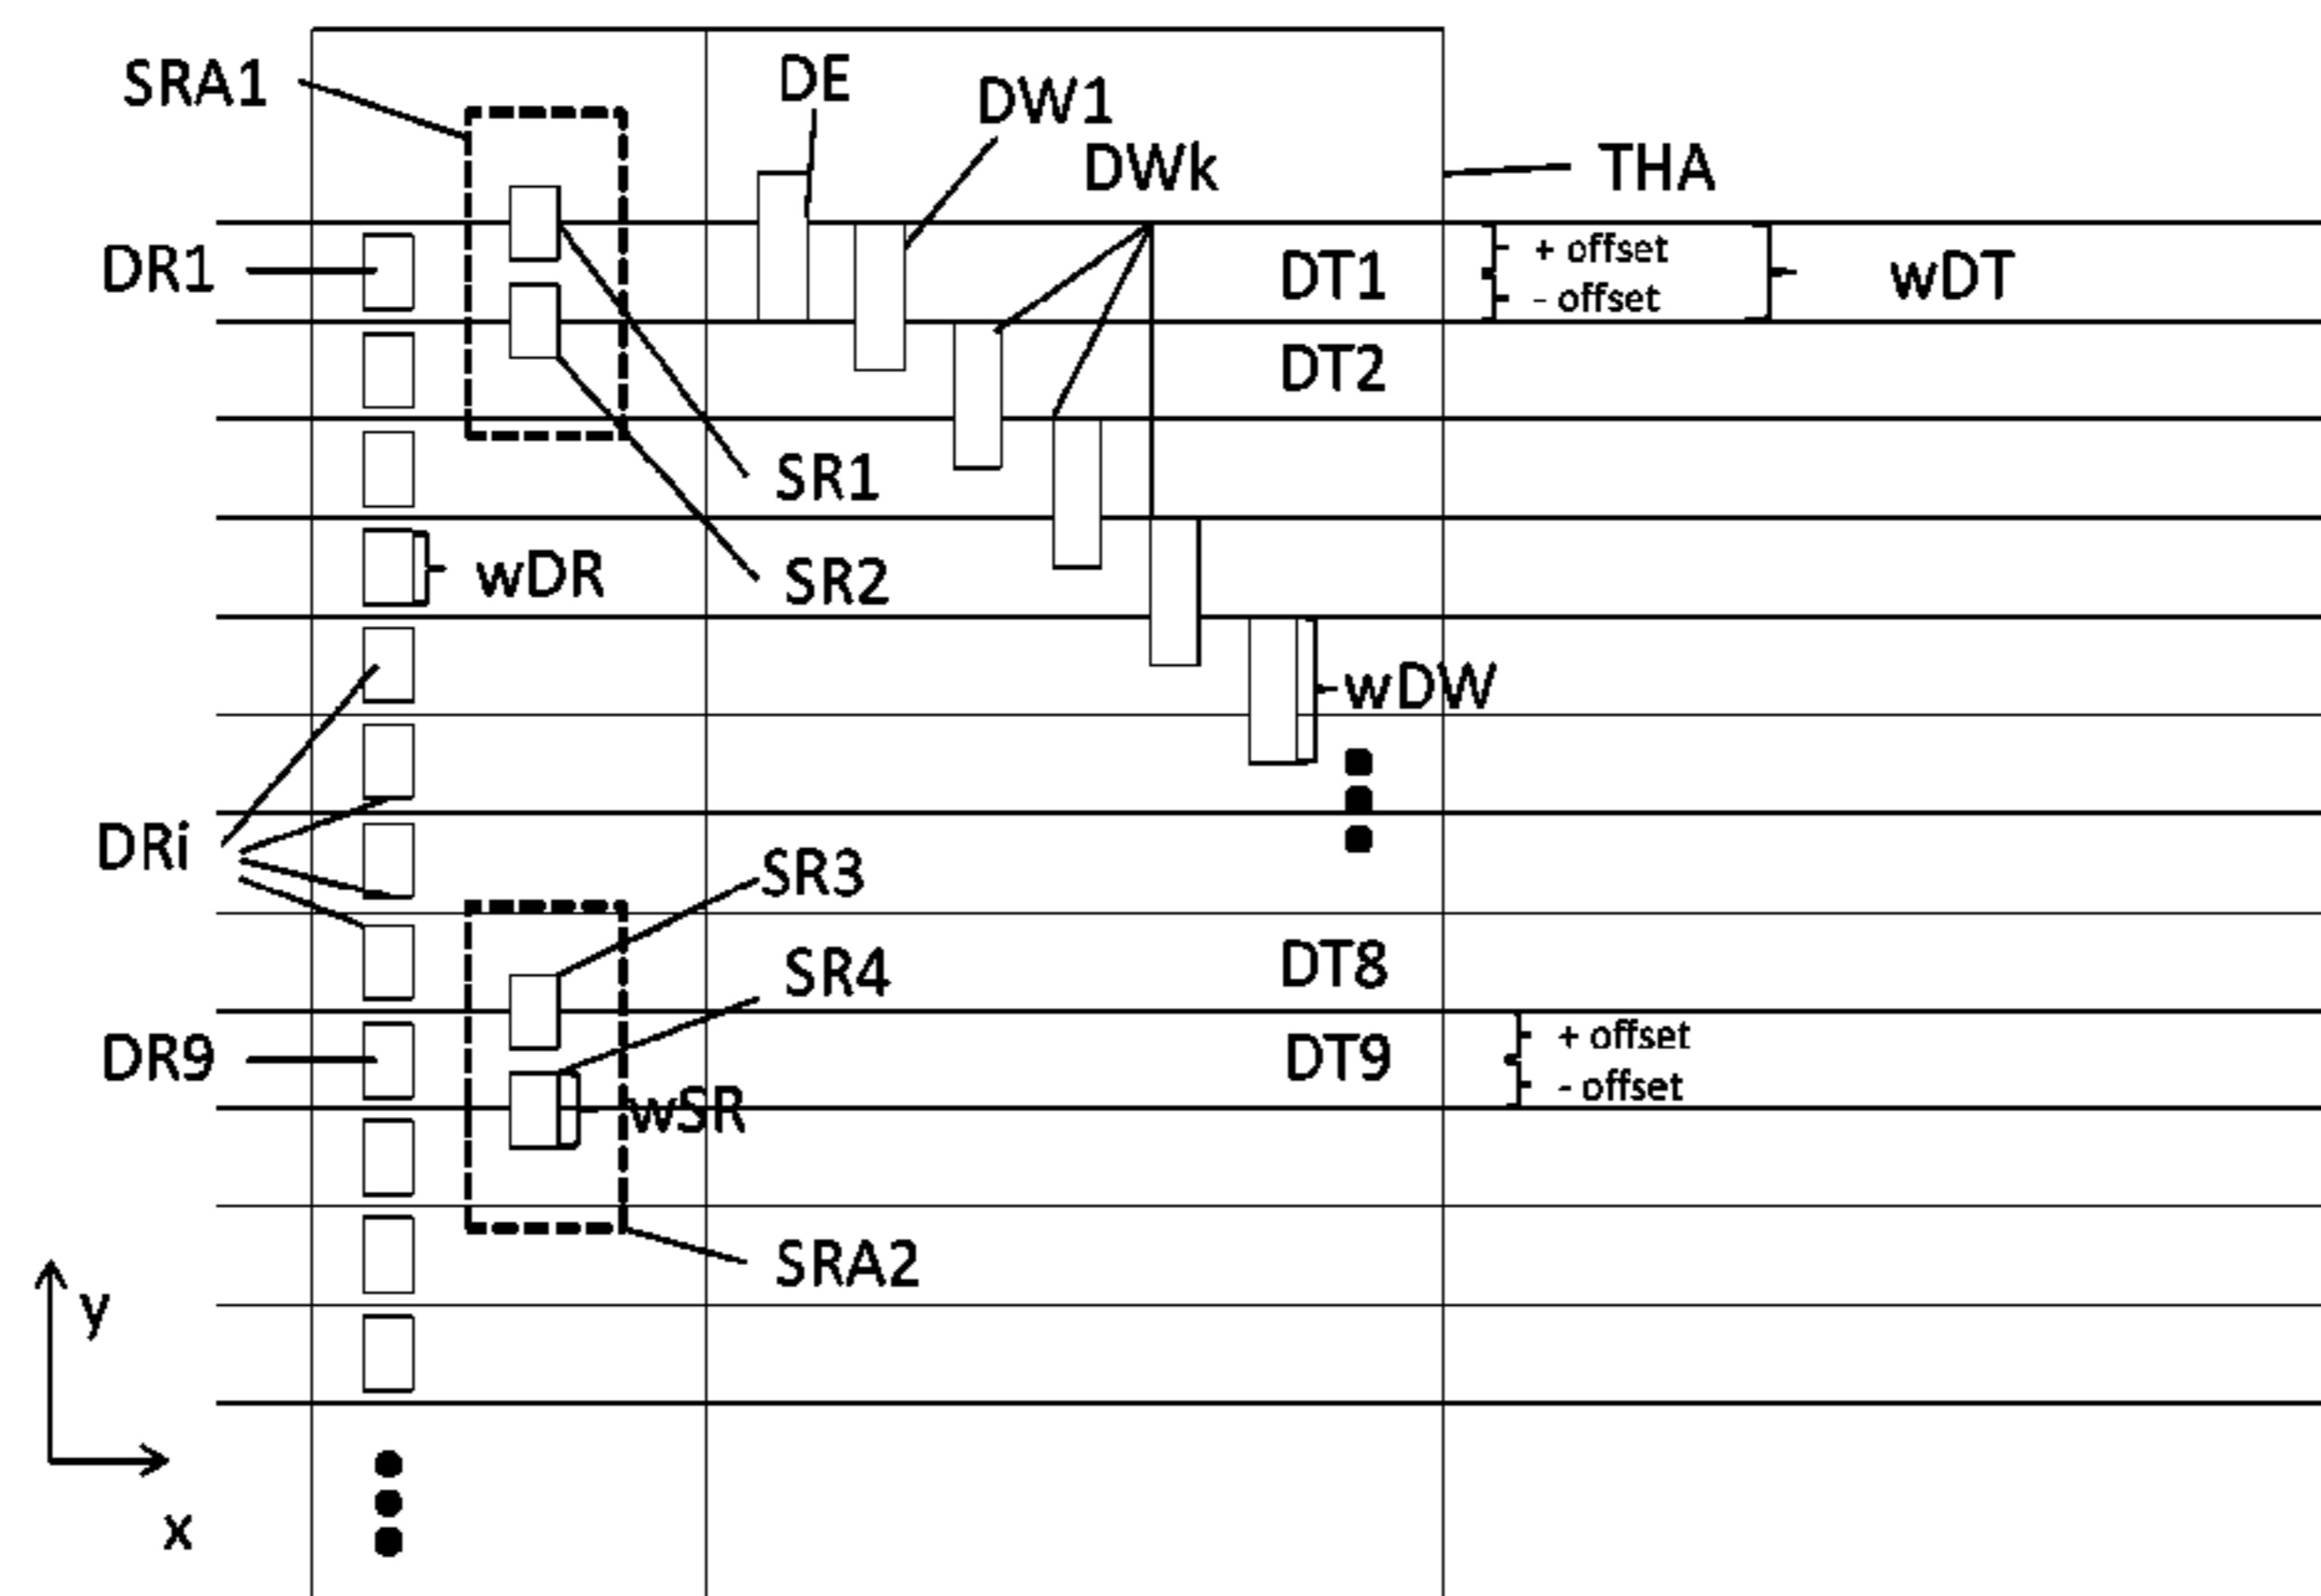 SRA1
DE
DW1
DWk
THA
DR1
DT1
+ offset
- offset
wDT
DT2
SR1
wDR
SR2
wDW
DRi
SR3
SR4
DT8
DR9
DT9
+ offset
- offset
wSR
SRA2
y
x